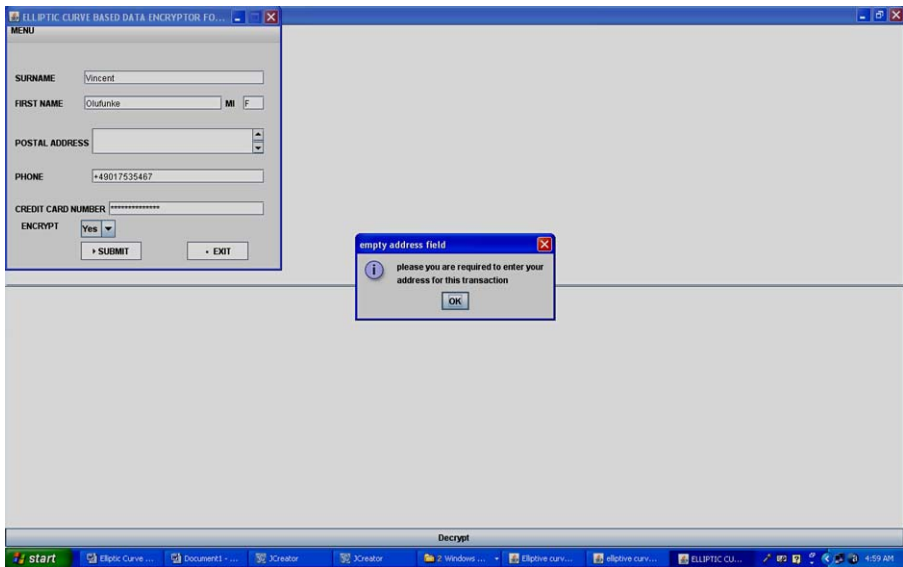 ELLIPTIC CURVE BASED DATA ENCRYPTOR FO...
MENU
SURNAME Vincent
FIRST NAME Olufunke MI F
POSTAL ADDRESS
PHONE +49017535467
CREDIT CARD NUMBER **************
ENCRYPT Yes
SUBMIT EXIT
empty address field
please you are required to enter your
address for this transaction
OK
Decrypt
start Elliptic Curve ... Document1 - ... JCreator JCreator 2 Windows ... Elliptive curv... elliptive curv... ELLIPTIC CU... 4:59 AM